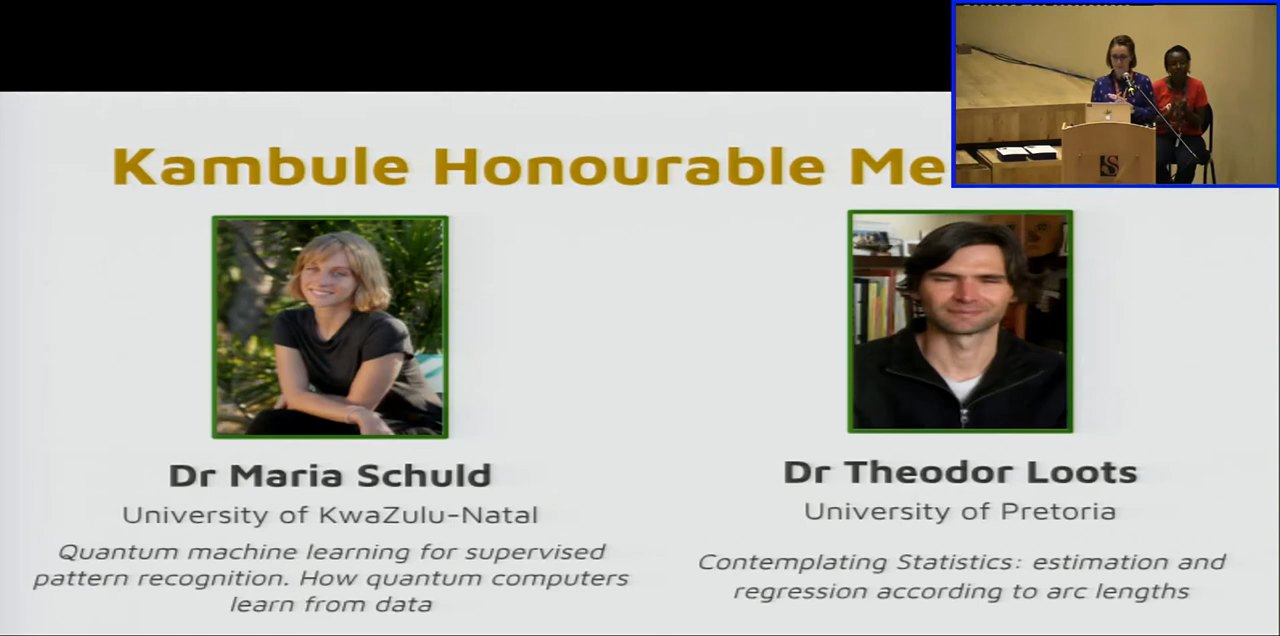 Kambule Honourable Me
Dr Maria Schuld
University of KwaZulu-Natal
Quantum machine learning for supervised
pattern recognition. How quantum computers
learn from data
Dr Theodor Loots
University of Pretoria
Contemplating Statistics: estimation and
regression according to arc lengths